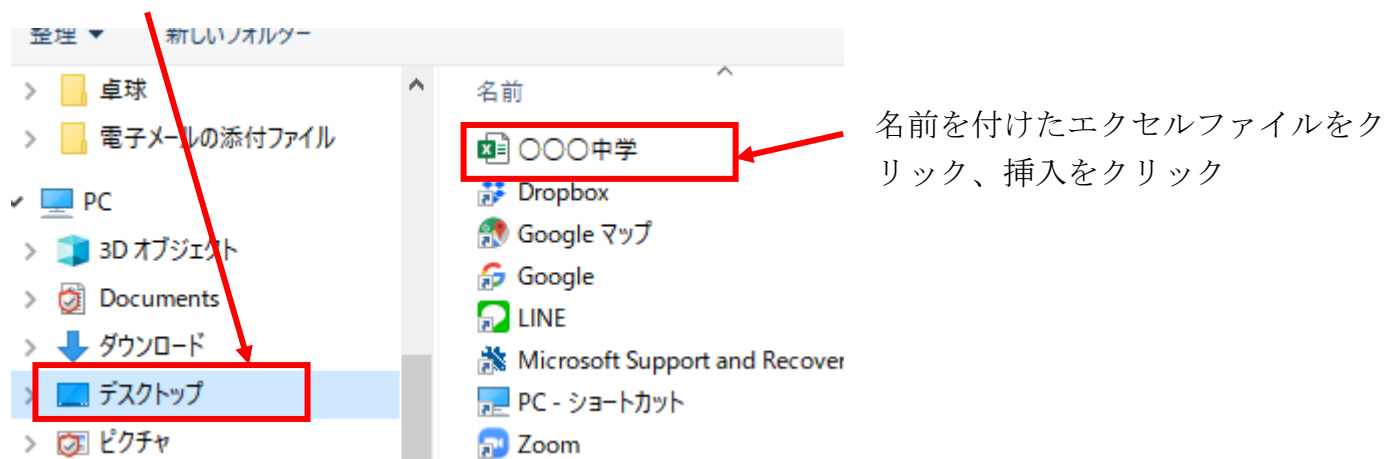 整理 ▼ 新しいフォルダー
卓球
電子メールの添付ファイル
PC
3D オブジェクト
Documents
ダウンロード
デスクトップ
ピクチャ
名前
〇〇〇中学
Dropbox
Google マップ
Google
LINE
Microsoft Support and Recover
PC - ショートカット
Zoom
名前を付けたエクセルファイルをク
リック、挿入をクリック